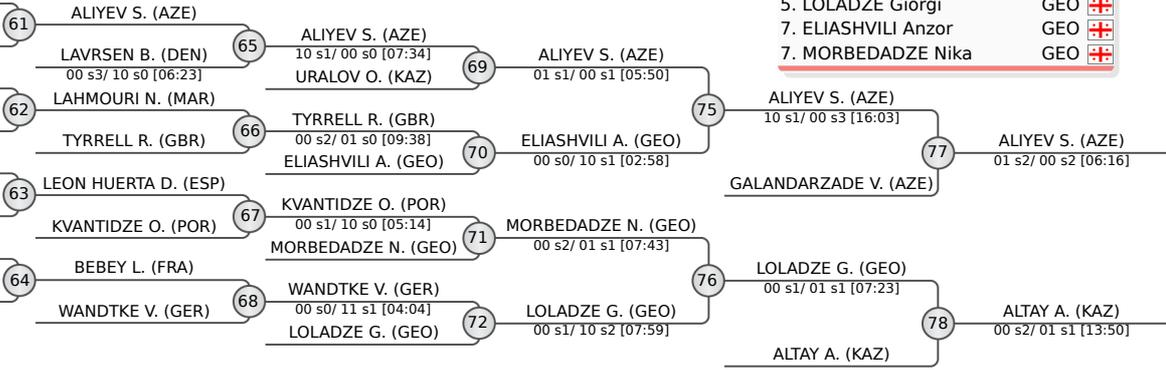 5. LOLADZE Giorgi GEO
7. ELIASHVILI Anzor GEO
7. MORBEDADZE Nika GEO
61
ALIYEV S. (AZE)
LAVRSEN B. (DEN)
00 s3/ 10 s0 [06:23]
65
62
LAHMOURI N. (MAR)
TYRRELL R. (GBR)
66
63
LEON HUERTA D. (ESP)
KVANTIDZE O. (POR)
67
64
BEBEY L. (FRA)
WANDTKE V. (GER)
68
ALIYEV S. (AZE)
10 s1/ 00 s0 [07:34]
URALOV O. (KAZ)
69
TYRRELL R. (GBR)
00 s2/ 01 s0 [09:38]
ELIASHVILI A. (GEO)
70
KVANTIDZE O. (POR)
00 s1/ 10 s0 [05:14]
MORBEDADZE N. (GEO)
71
WANDTKE V. (GER)
00 s0/ 11 s1 [04:04]
LOLADZE G. (GEO)
72
ALIYEV S. (AZE)
01 s1/ 00 s1 [05:50]
ELIASHVILI A. (GEO)
00 s0/ 10 s1 [02:58]
75
MORBEDADZE N. (GEO)
00 s2/ 01 s1 [07:43]
LOLADZE G. (GEO)
00 s1/ 10 s2 [07:59]
76
ALIYEV S. (AZE)
10 s1/ 00 s3 [16:03]
GALANDARZADE V. (AZE)
77
LOLADZE G. (GEO)
00 s1/ 01 s1 [07:23]
ALTAY A. (KAZ)
78
ALIYEV S. (AZE)
01 s2/ 00 s2 [06:16]
ALTAY A. (KAZ)
00 s2/ 01 s1 [13:50]